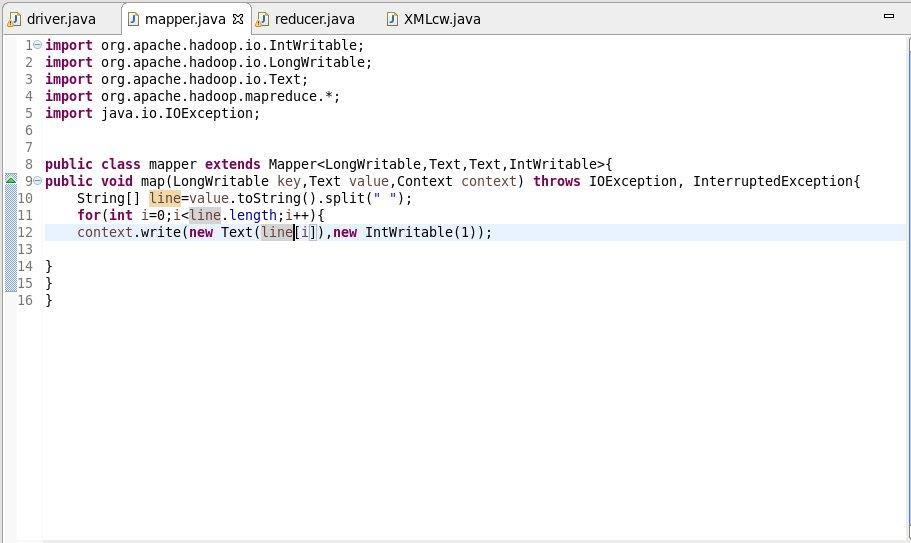 driver.java mapper.java reducer.java XMLcw.java
1 import org.apache.hadoop.io.IntWritable;
2 import org.apache.hadoop.io.LongWritable;
3 import org.apache.hadoop.io.Text;
4 import org.apache.hadoop.mapreduce.*;
5 import java.io.IOException;
6
7
8 public class mapper extends Mapper<LongWritable,Text,Text,IntWritable>{
9 public void map(LongWritable key,Text value,Context context) throws IOException, InterruptedException{
10     String[] line=value.toString().split(" ");
11     for(int i=0;i<line.length;i++){
12     context.write(new Text(line[i]),new IntWritable(1));
13
14 }
15 }
16 }